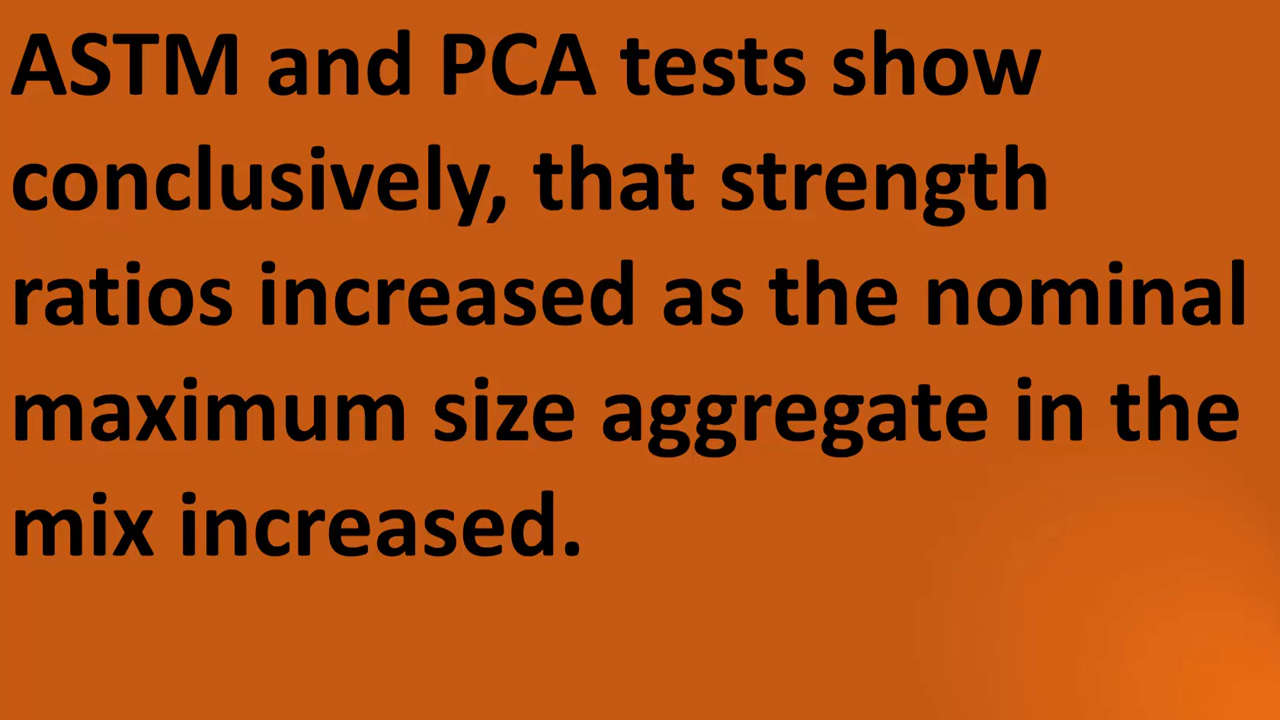 ASTM and PCA tests show
conclusively, that strength
ratios increased as the nominal
maximum size aggregate in the
mix increased.